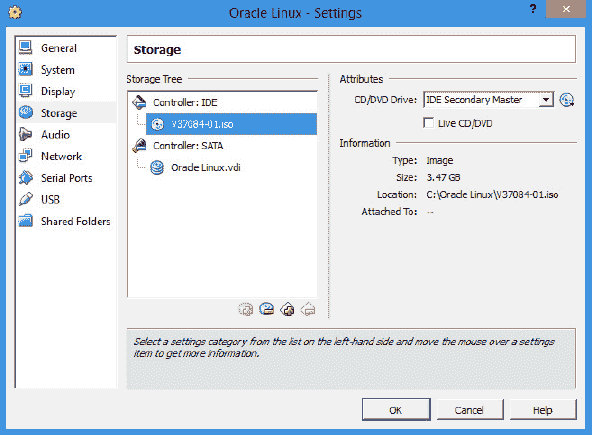 Oracle Linux - Settings
?
×
General
System
Display
Storage
Audio
Network
Serial Ports
USB
Shared Folders
Storage
Storage Tree
Controller: IDE
V37084-01.iso
Controller: SATA
Oracle Linux.vdi
Attributes
CD/DVD Drive: IDE Secondary Master
Live CD/DVD
Information
Type: Image
Size: 3.47 GB
Location: C:\Oracle Linux\V37084-01.iso
Attached To: --
Select a settings category from the list on the left-hand side and move the mouse over a settings
item to get more information.
OK Cancel Help